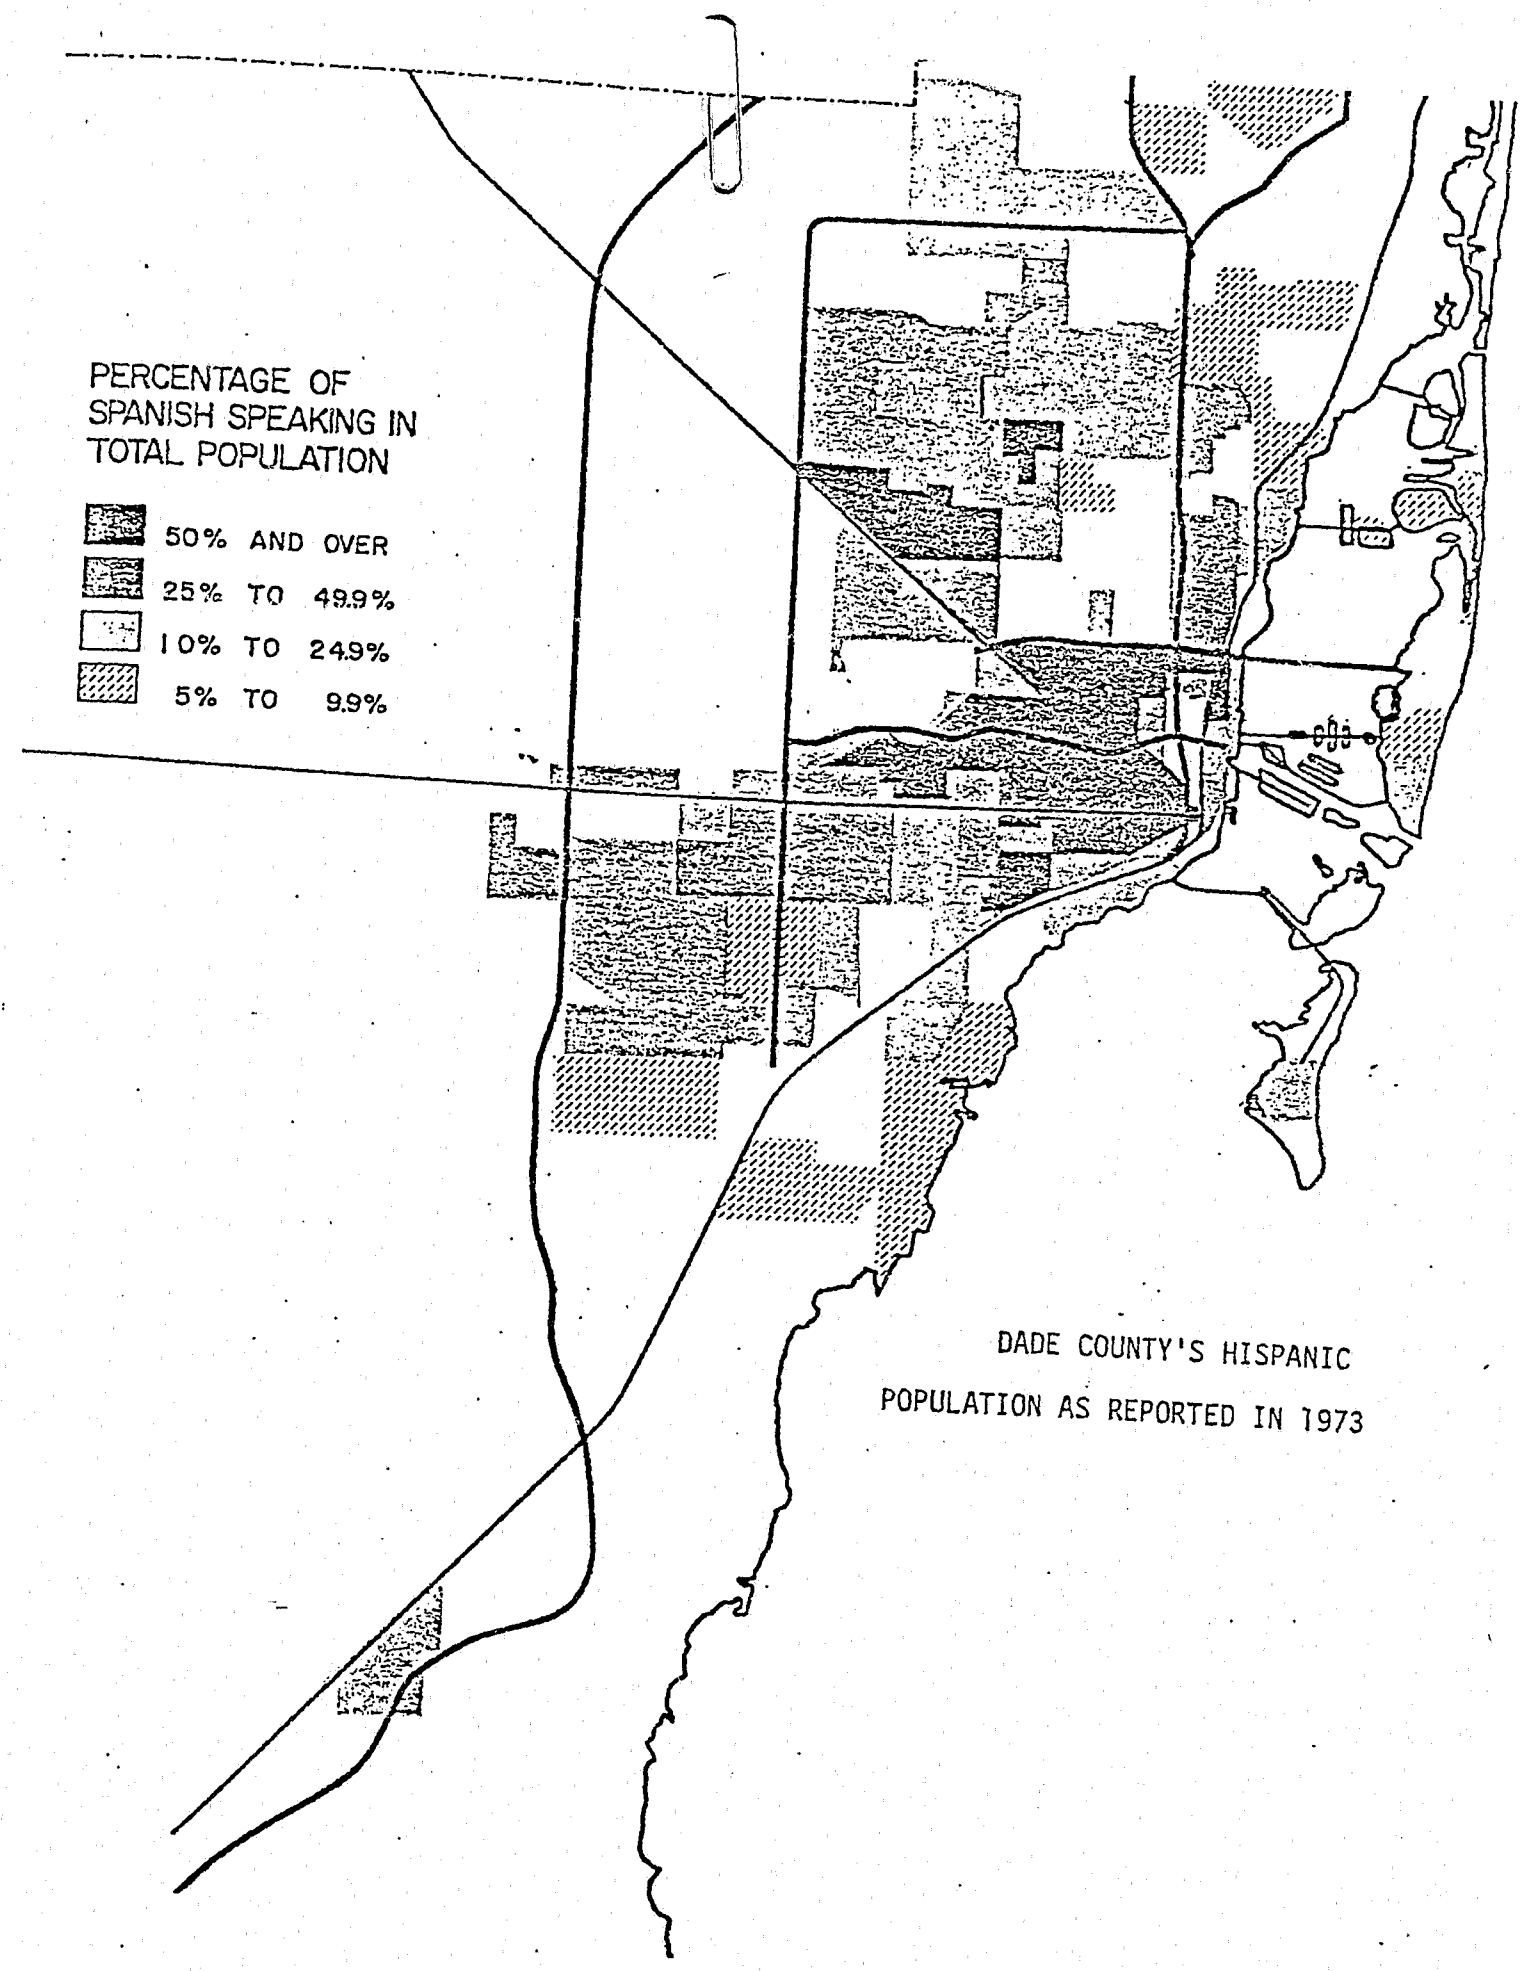 PERCENTAGE OF
SPANISH SPEAKING IN
TOTAL POPULATION
50% AND OVER
25% TO 49.9%
10% TO 24.9%
5% TO 9.9%
DADE COUNTY'S HISPANIC
POPULATION AS REPORTED IN 1973